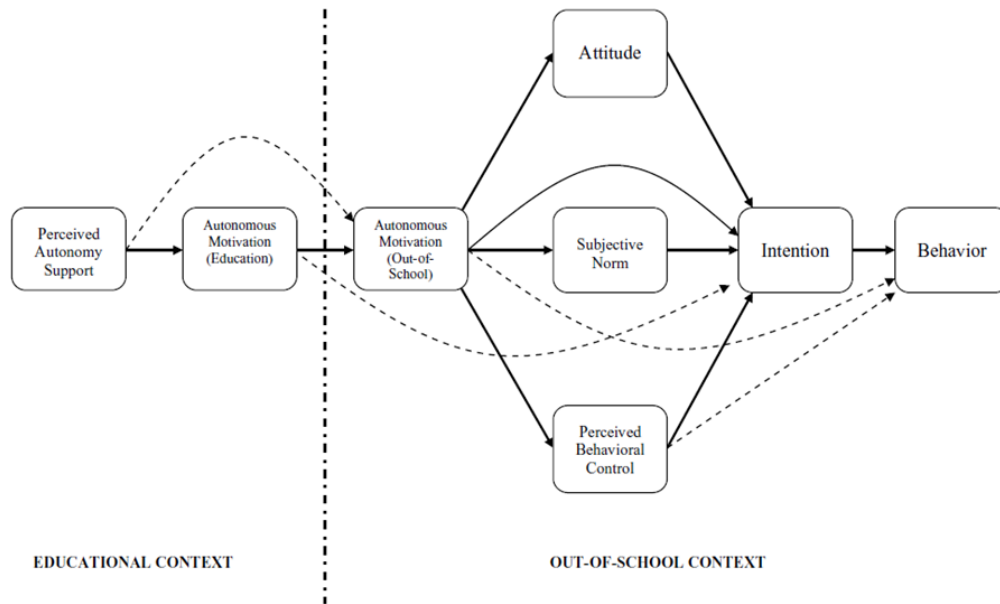 Attitude
Perceived
Autonomy
Support
Autonomous
Motivation
(Education)
Autonomous
Motivation
(Out-of-
School)
Subjective
Norm
Intention
Behavior
Perceived
Behavioral
Control
EDUCATIONAL CONTEXT
OUT-OF-SCHOOL CONTEXT